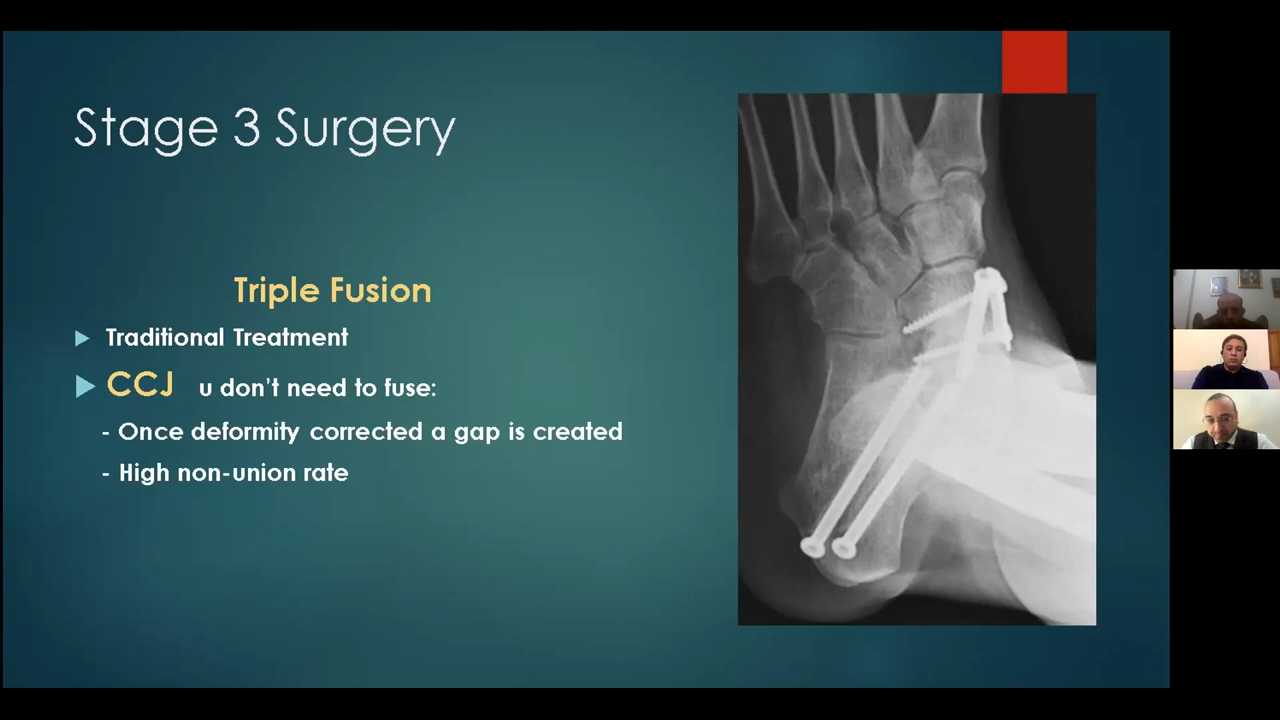 Stage 3 Surgery
Triple Fusion
Traditional Treatment
CCJ u don't need to fuse:
- Once deformity corrected a gap is created
- High non-union rate